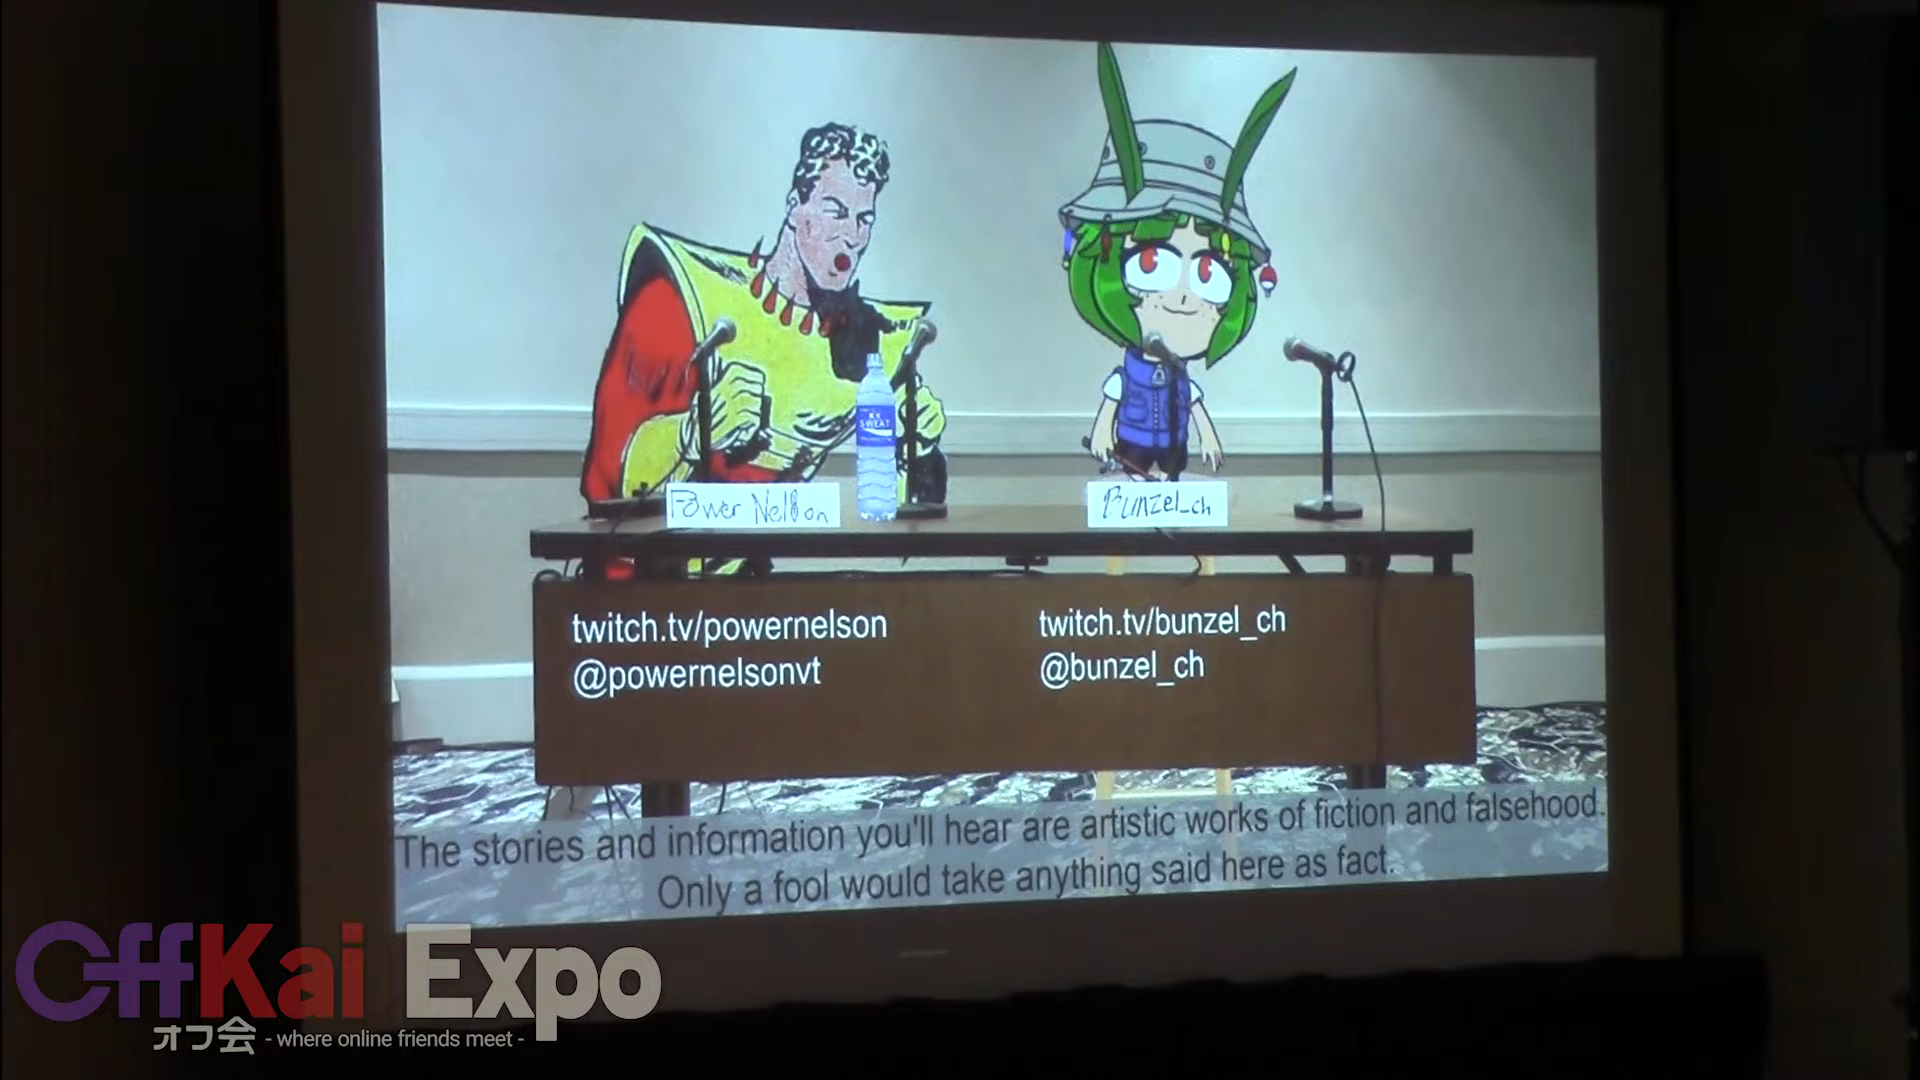 SWEAT
Power Nelson
Bunzel_ch
twitch.tv/powernelson
@powernelsonvt
twitch.tv/bunzel_ch
@bunzel_ch
The stories and information you'll hear are artistic works of fiction and falsehood.
Only a fool would take anything said here as fact.
OffKai Expo
オフ会 - where online friends meet -